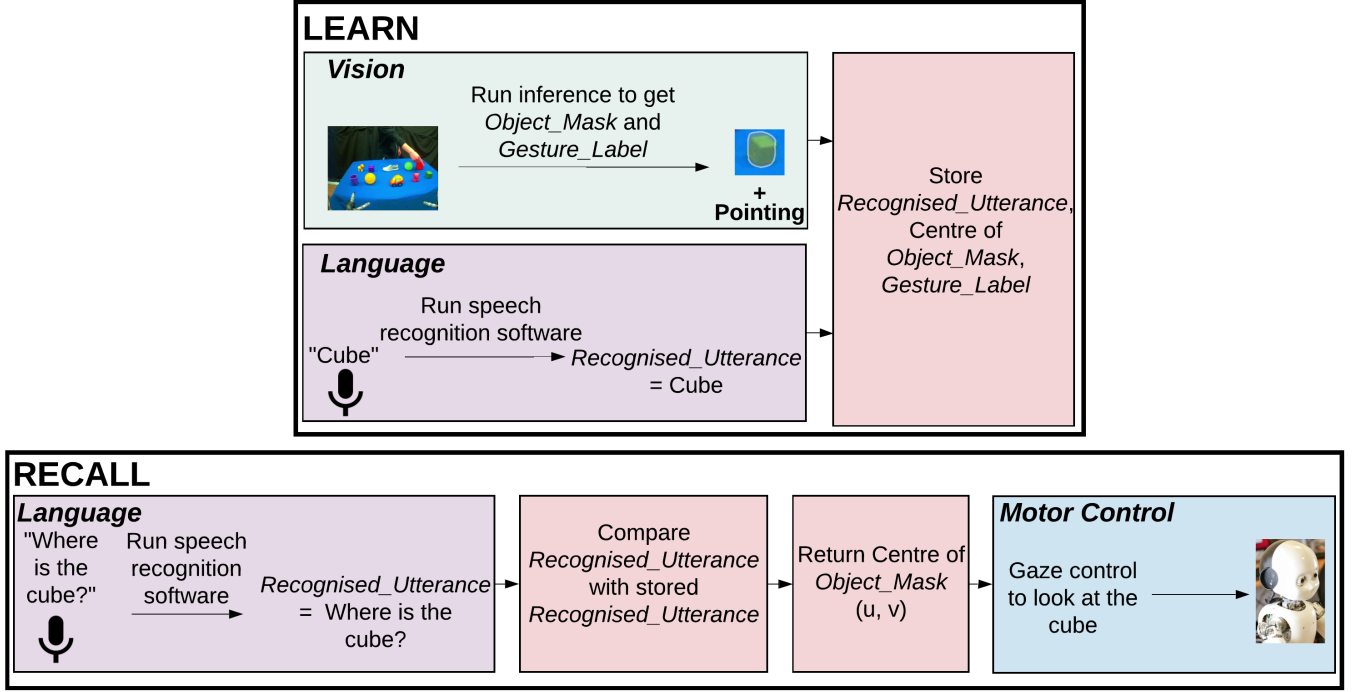 LEARN
Vision
Run inference to get
Object_Mask and
Gesture_Label
+
Pointing
Language
Run speech
recognition software
"Cube"
Recognised_Utterance
= Cube
Store
Recognised_Utterance,
Centre of
Object_Mask,
Gesture_Label
RECALL
Language
"Where
is the
cube?"
Run speech
recognition
software
Recognised_Utterance
= Where is the
cube?
Compare
Recognised_Utterance
with stored
Recognised_Utterance
Return Centre of
Object_Mask
(u, v)
Motor Control
Gaze control
to look at the
cube